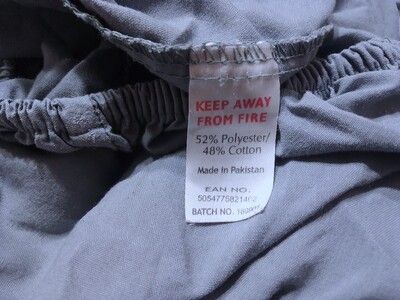 KEEP AWAY
FROM FIRE
52% Polyester/
48% Cotton
Made in Pakistan
EAN NO.
BATCH NO.